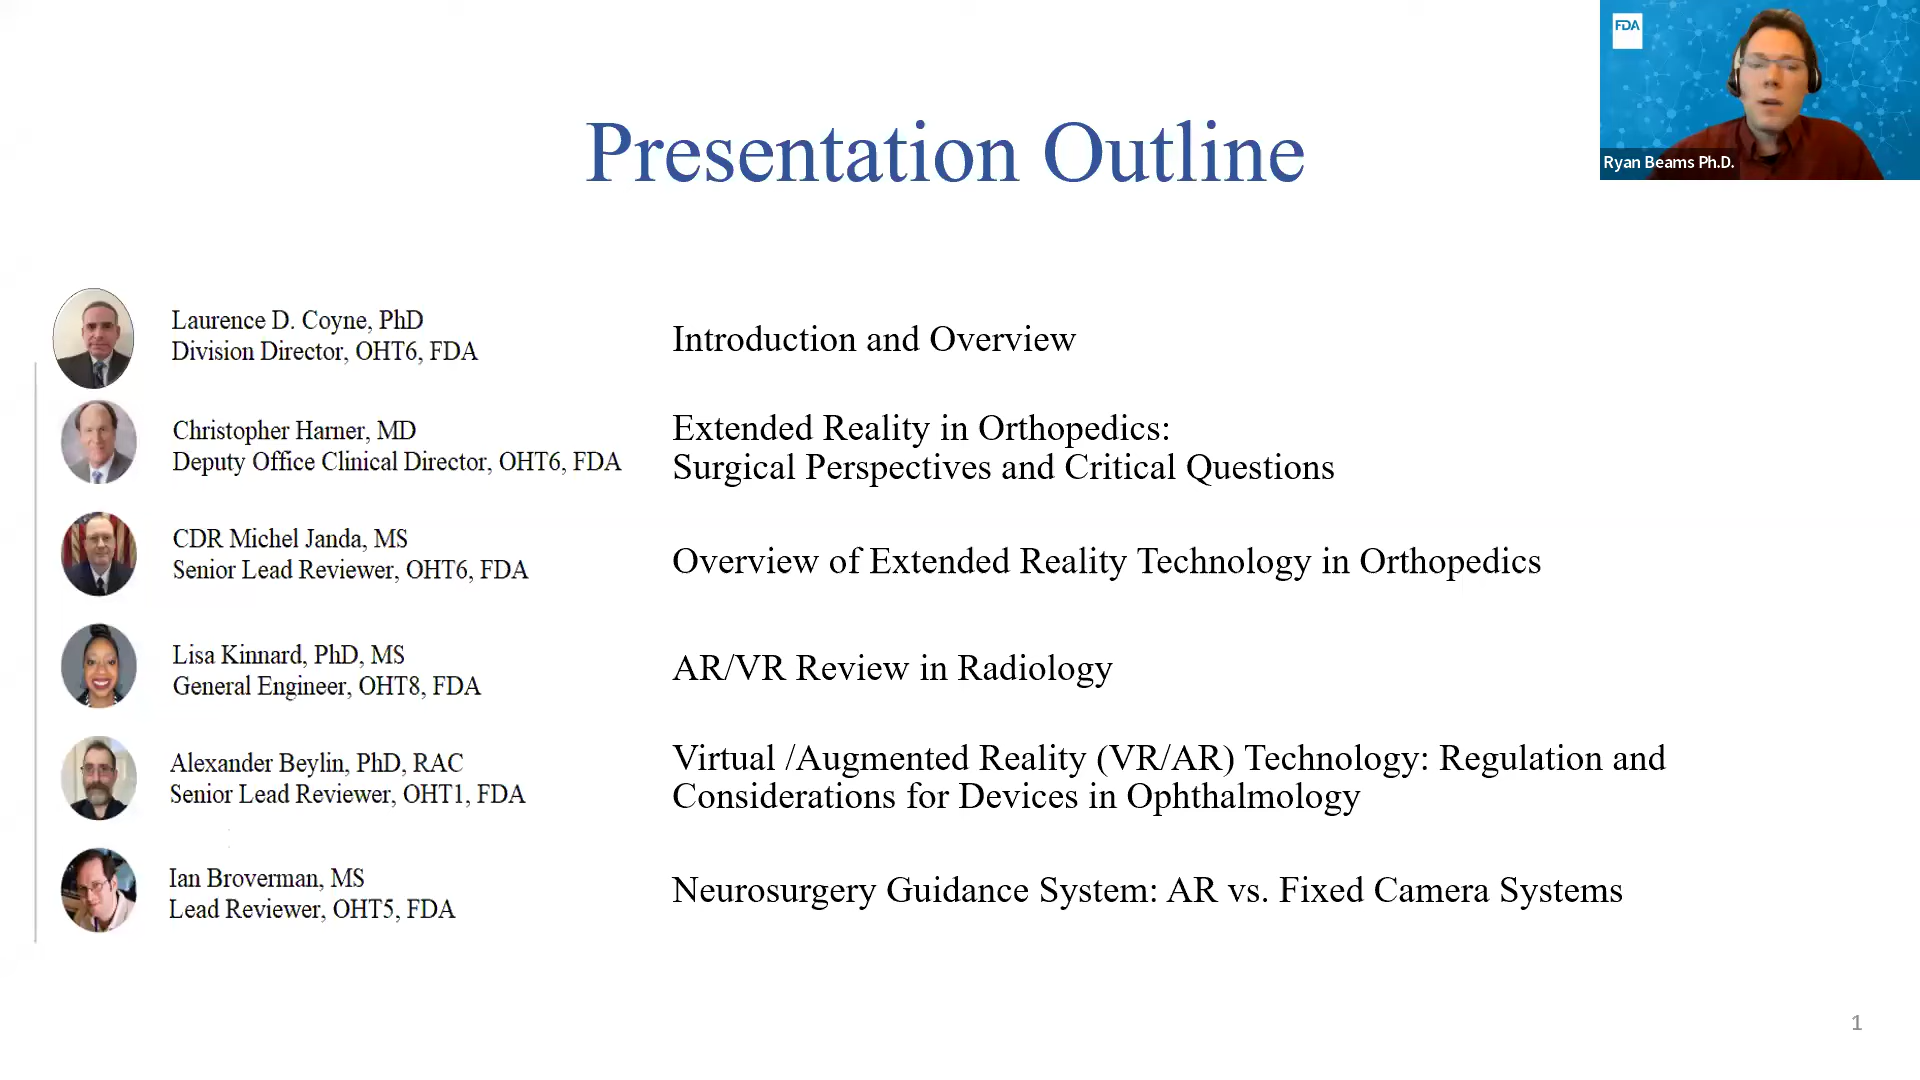 FDA
Ryan Beams Ph.D.
Presentation Outline
Laurence D. Coyne, PhD
Division Director, OHT6, FDA
Introduction and Overview
Christopher Harner, MD
Deputy Office Clinical Director, OHT6, FDA
Extended Reality in Orthopedics:
Surgical Perspectives and Critical Questions
CDR Michel Janda, MS
Senior Lead Reviewer, OHT6, FDA
Overview of Extended Reality Technology in Orthopedics
Lisa Kinnard, PhD, MS
General Engineer, OHT8, FDA
AR/VR Review in Radiology
Alexander Beylin, PhD, RAC
Senior Lead Reviewer, OHT1, FDA
Virtual /Augmented Reality (VR/AR) Technology: Regulation and
Considerations for Devices in Ophthalmology
Ian Broverman, MS
Lead Reviewer, OHT5, FDA
Neurosurgery Guidance System: AR vs. Fixed Camera Systems
1